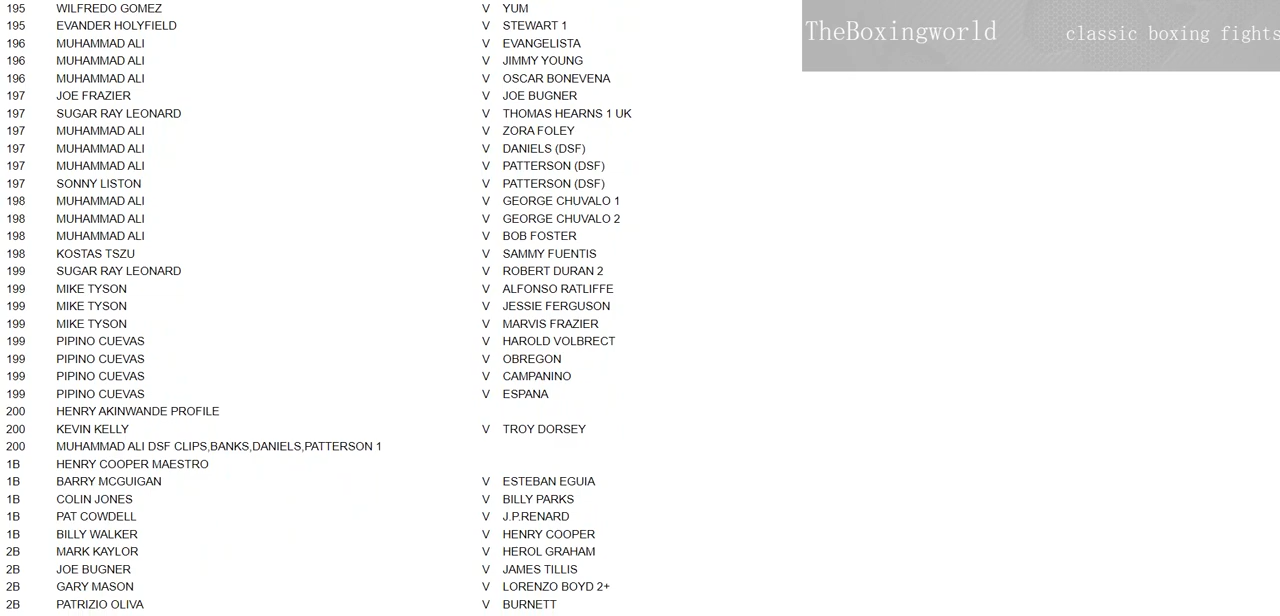 195 WILFREDO GOMEZ V YUM
195 EVANDER HOLYFIELD V STEWART 1
196 MUHAMMAD ALI V EVANGELISTA
196 MUHAMMAD ALI V JIMMY YOUNG
196 MUHAMMAD ALI V OSCAR BONEVENA
197 JOE FRAZIER V JOE BUGNER
197 SUGAR RAY LEONARD V THOMAS HEARNS 1 UK
197 MUHAMMAD ALI V ZORA FOLEY
197 MUHAMMAD ALI V DANIELS (DSF)
197 MUHAMMAD ALI V PATTERSON (DSF)
197 SONNY LISTON V PATTERSON (DSF)
198 MUHAMMAD ALI V GEORGE CHUVALO 1
198 MUHAMMAD ALI V GEORGE CHUVALO 2
198 MUHAMMAD ALI V BOB FOSTER
198 KOSTAS TSZU V SAMMY FUENTIS
199 SUGAR RAY LEONARD V ROBERT DURAN 2
199 MIKE TYSON V ALFONSO RATLIFFE
199 MIKE TYSON V JESSIE FERGUSON
199 MIKE TYSON V MARVIS FRAZIER
199 PIPINO CUEVAS V HAROLD VOLBRECT
199 PIPINO CUEVAS V OBREGON
199 PIPINO CUEVAS V CAMPANINO
199 PIPINO CUEVAS V ESPANA
200 HENRY AKINWANDE PROFILE
200 KEVIN KELLY V TROY DORSEY
200 MUHAMMAD ALI DSF CLIPS,BANKS,DANIELS,PATTERSON 1
1B HENRY COOPER MAESTRO
1B BARRY MCGUIGAN V ESTEBAN EGUIA
1B COLIN JONES V BILLY PARKS
1B PAT COWDELL V J.P.RENARD
1B BILLY WALKER V HENRY COOPER
2B MARK KAYLOR V HEROL GRAHAM
2B JOE BUGNER V JAMES TILLIS
2B GARY MASON V LORENZO BOYD 2+
2B PATRIZIO OLIVA V BURNETT
TheBoxingworld classic boxing fights